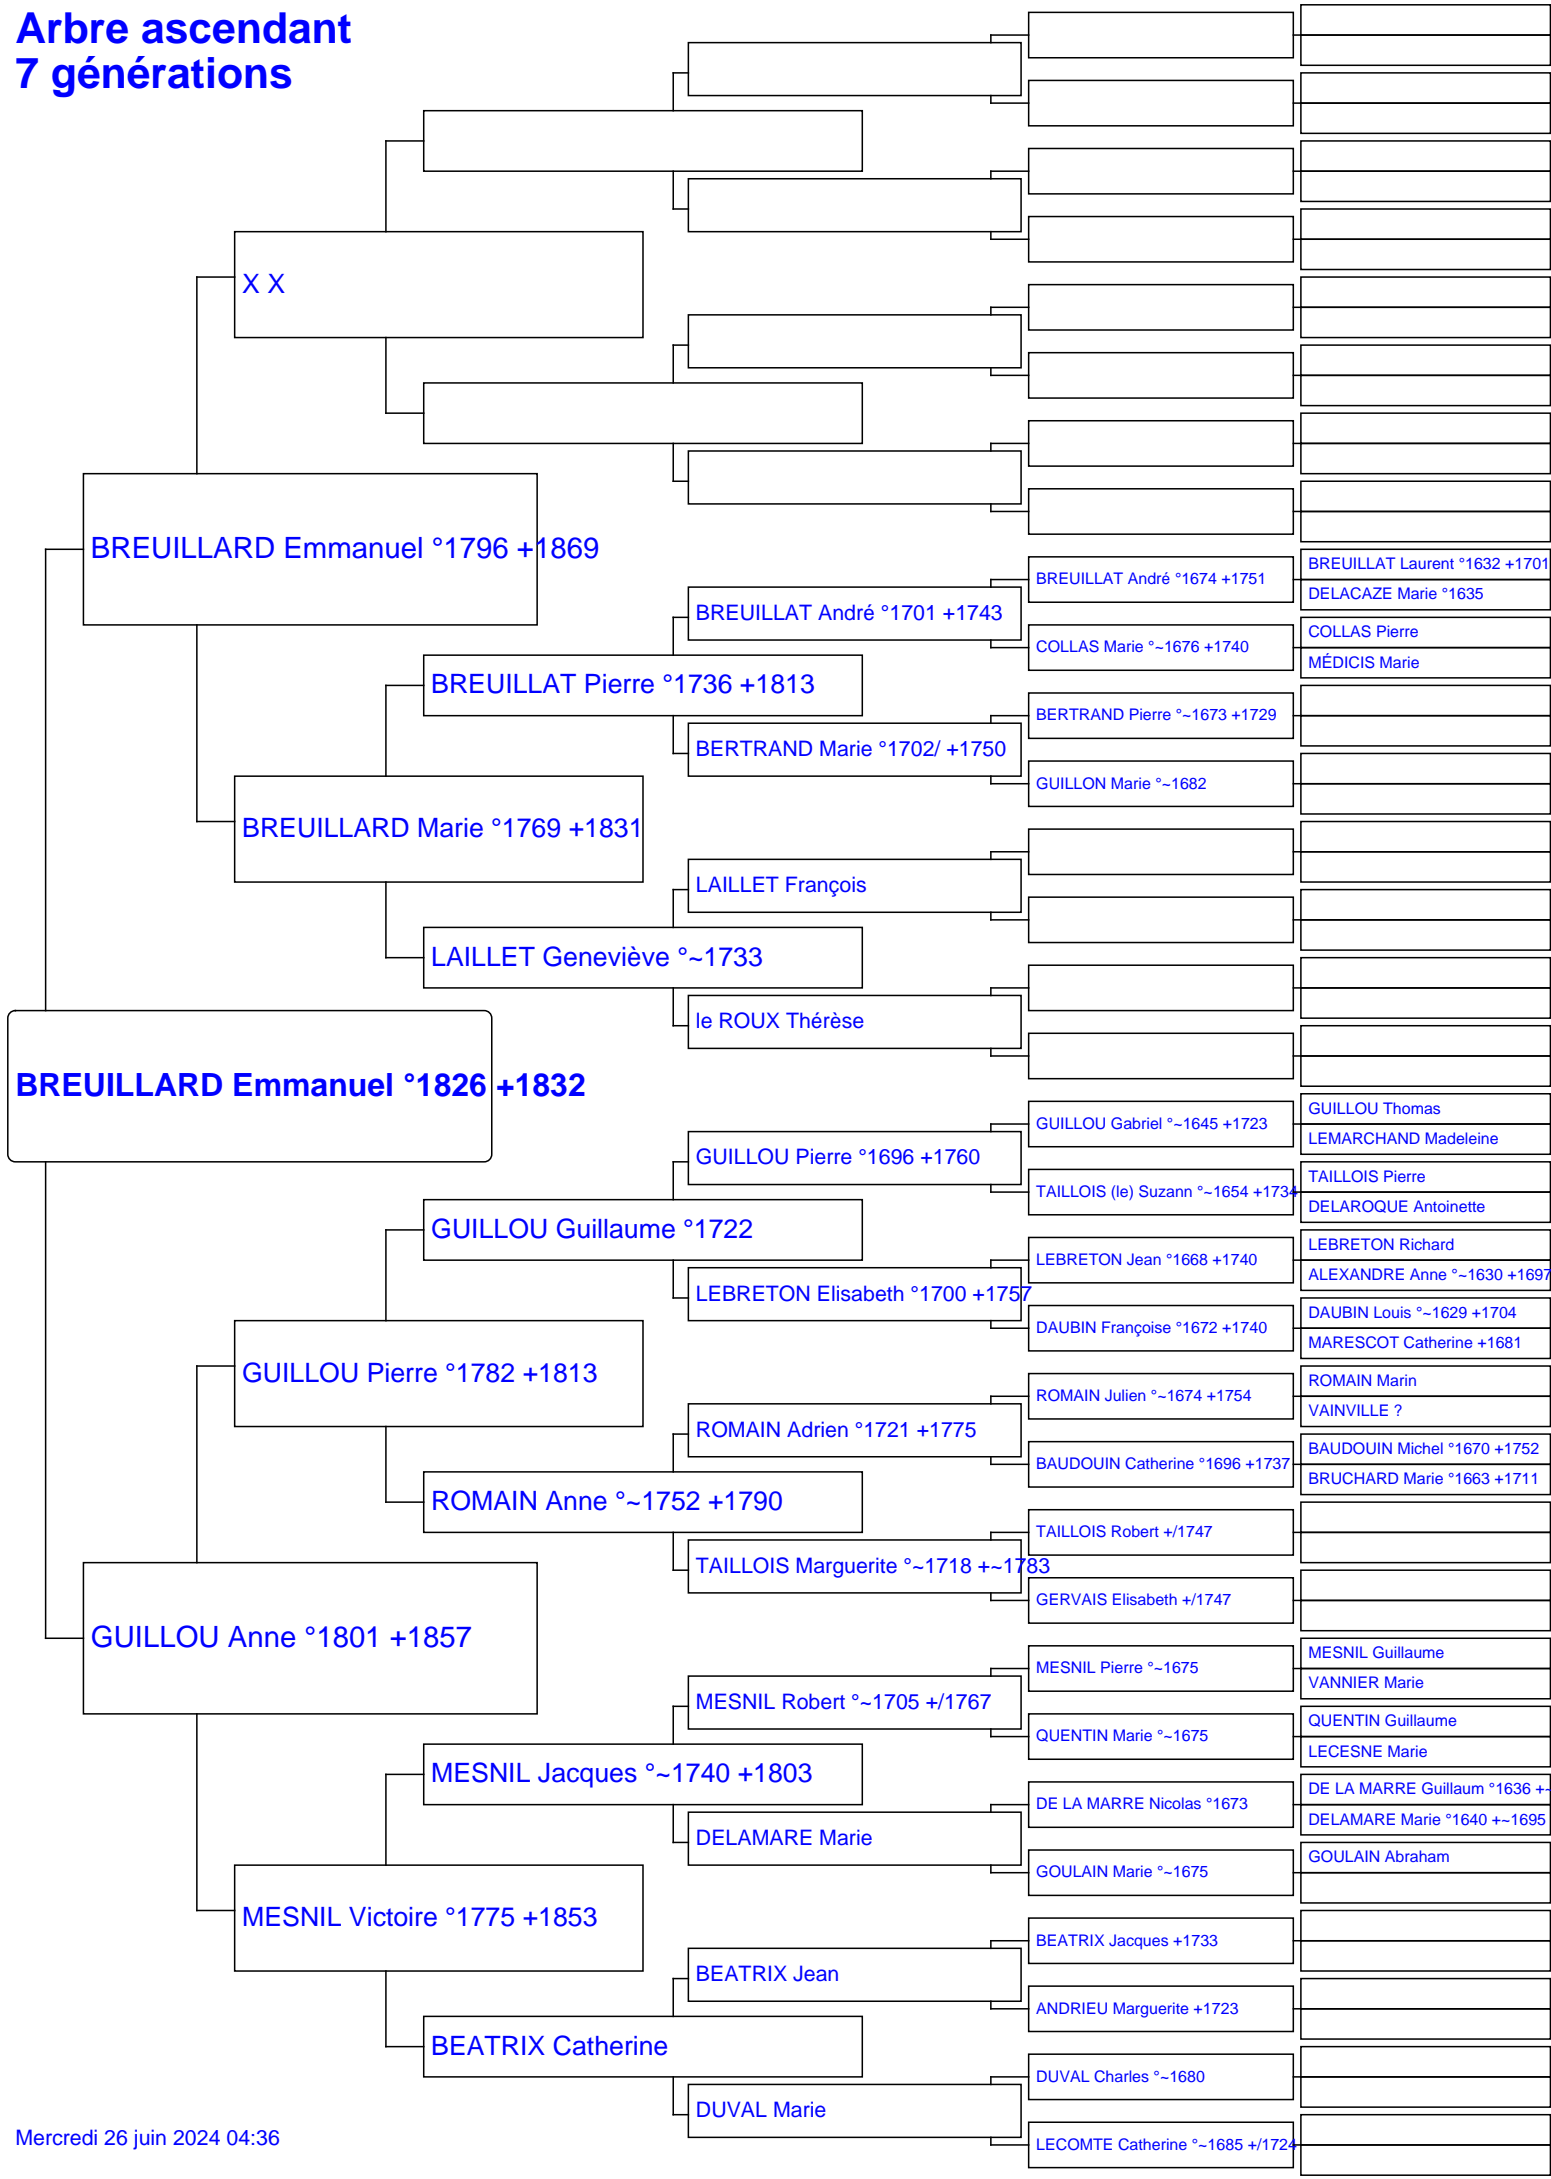 Arbre ascendant
7 générations
X X
BREUILLARD Emmanuel °1796 +1869
BREUILLAT Laurent °1632 +1701
BREUILLAT André °1674 +1751
DELACAZE Marie °1635
BREUILLAT André °1701 +1743
COLLAS Pierre
COLLAS Marie °~1676 +1740
MÉDICIS Marie
BREUILLAT Pierre °1736 +1813
BERTRAND Pierre °~1673 +1729
BERTRAND Marie °1702/ +1750
GUILLON Marie °~1682
BREUILLARD Marie °1769 +1831
LAILLET François
LAILLET Geneviève °~1733
le ROUX Thérèse
BREUILLARD Emmanuel °1826 +1832
GUILLOU Thomas
GUILLOU Gabriel °~1645 +1723
LEMARCHAND Madeleine
GUILLOU Pierre °1696 +1760
TAILLOIS Pierre
TAILLOIS (le) Suzann °~1654 +1734
DELAROQUE Antoinette
GUILLOU Guillaume °1722
LEBRETON Richard
LEBRETON Jean °1668 +1740
ALEXANDRE Anne °~1630 +1697
LEBRETON Elisabeth °1700 +1757
DAUBIN Louis °~1629 +1704
DAUBIN Françoise °1672 +1740
MARESCOT Catherine +1681
GUILLOU Pierre °1782 +1813
ROMAIN Marin
ROMAIN Julien °~1674 +1754
VAINVILLE ?
ROMAIN Adrien °1721 +1775
BAUDOUIN Michel °1670 +1752
BAUDOUIN Catherine °1696 +1737
BRUCHARD Marie °1663 +1711
ROMAIN Anne °~1752 +1790
TAILLOIS Robert +/1747
TAILLOIS Marguerite °~1718 +~1783
GERVAIS Elisabeth +/1747
GUILLOU Anne °1801 +1857
MESNIL Guillaume
MESNIL Pierre °~1675
VANNIER Marie
MESNIL Robert °~1705 +/1767
QUENTIN Guillaume
QUENTIN Marie °~1675
LECESNE Marie
MESNIL Jacques °~1740 +1803
DE LA MARRE Guillaum °1636 +~
DE LA MARRE Nicolas °1673
DELAMARE Marie °1640 +~1695
DELAMARE Marie
GOULAIN Abraham
GOULAIN Marie °~1675
MESNIL Victoire °1775 +1853
BEATRIX Jacques +1733
BEATRIX Jean
ANDRIEU Marguerite +1723
BEATRIX Catherine
DUVAL Charles °~1680
DUVAL Marie
LECOMTE Catherine °~1685 +/1724
Mercredi 26 juin 2024 04:36